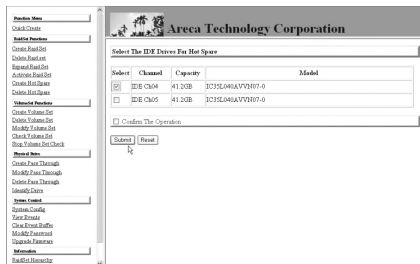 Function Menu
Quick Create
RaidSet Functions
Create Raid Set
Delete Raid set
Expand Raid Set
Activate Raid Set
Create Hot Spare
Delete Hot Spare
VolumeSet Functions
Create Volume Set
Delete Volume Set
Modify Volume Set
Check Volume Set
Stop Volume Set Check
Physical Drives
Create Pass Through
Modify Pass Through
Delete Pass Through
Identify Drive
System Control
System Config
View Events
Clear Event Buffer
Modify Password
Upgrade Firmware
Information
RaidSet Hierarchy
Areca Technology Corporation
Select The IDE Drives For Hot Spare
Select Channel Capacity Model
IDE Ch04 41.2GB IC35L040AVVN07-0
IDE Ch05 41.2GB IC35L040AVVN07-0
Confirm The Operation
Submit Reset